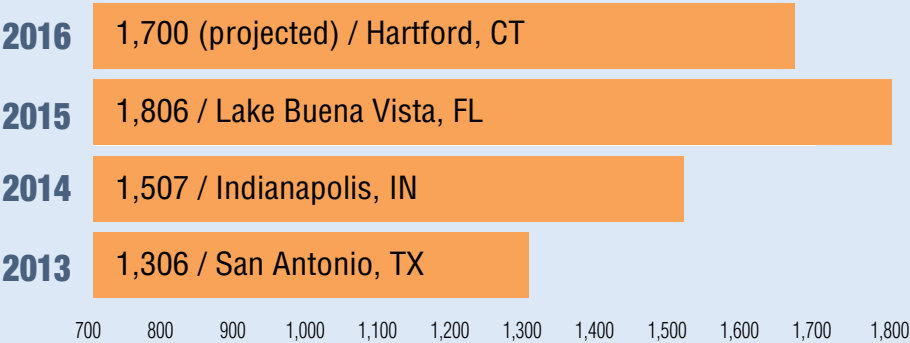 2016 1,700 (projected) / Hartford, CT
2015 1,806 / Lake Buena Vista, FL
2014 1,507 / Indianapolis, IN
2013 1,306 / San Antonio, TX
700 800 900 1,000 1,100 1,200 1,300 1,400 1,500 1,600 1,700 1,800